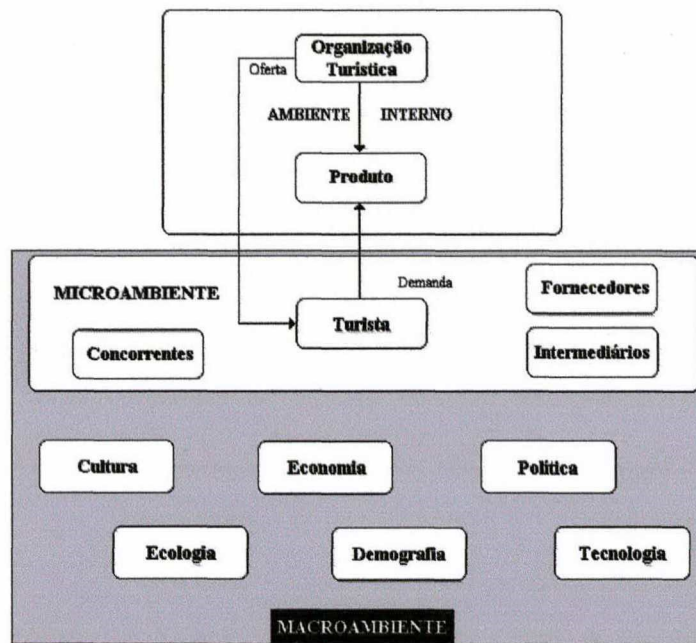 Organização
Turística
Oferta
AMBIENTE INTERNO
Produto
MICROAMBIENTE
Demanda
Fornecedores
Turista
Concorrentes
Intermediários
Cultura
Economia
Política
Ecologia
Demografia
Tecnologia
MACROAMBIENTE